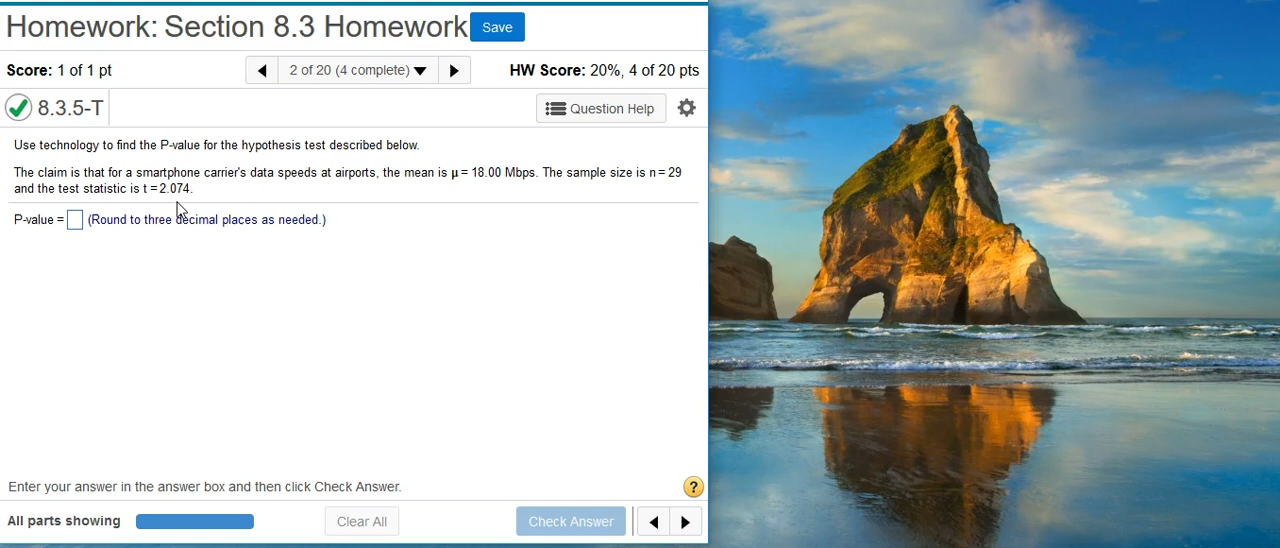 Homework: Section 8.3 Homework Save
Score: 1 of 1 pt 2 of 20 (4 complete) HW Score: 20%, 4 of 20 pts
8.3.5-T Question Help
Use technology to find the P-value for the hypothesis test described below.
The claim is that for a smartphone carrier's data speeds at airports, the mean is μ = 18.00 Mbps. The sample size is n = 29
and the test statistic is t = 2.074.
P-value = (Round to three decimal places as needed.)
Enter your answer in the answer box and then click Check Answer.
?
All parts showing Clear All Check Answer